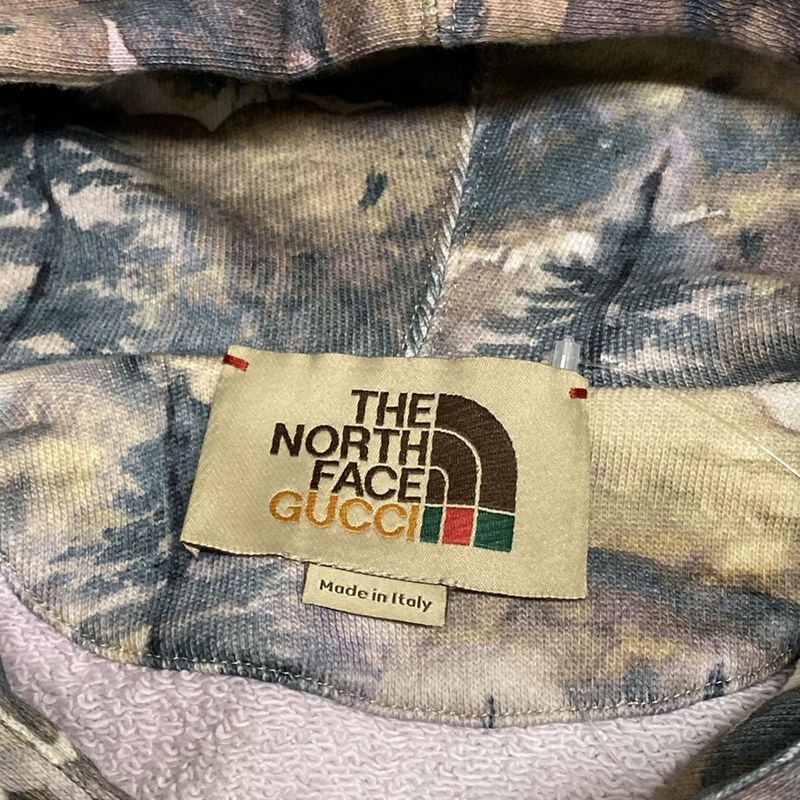 THE
NORTH
FACE
GUCCI
Made in Italy